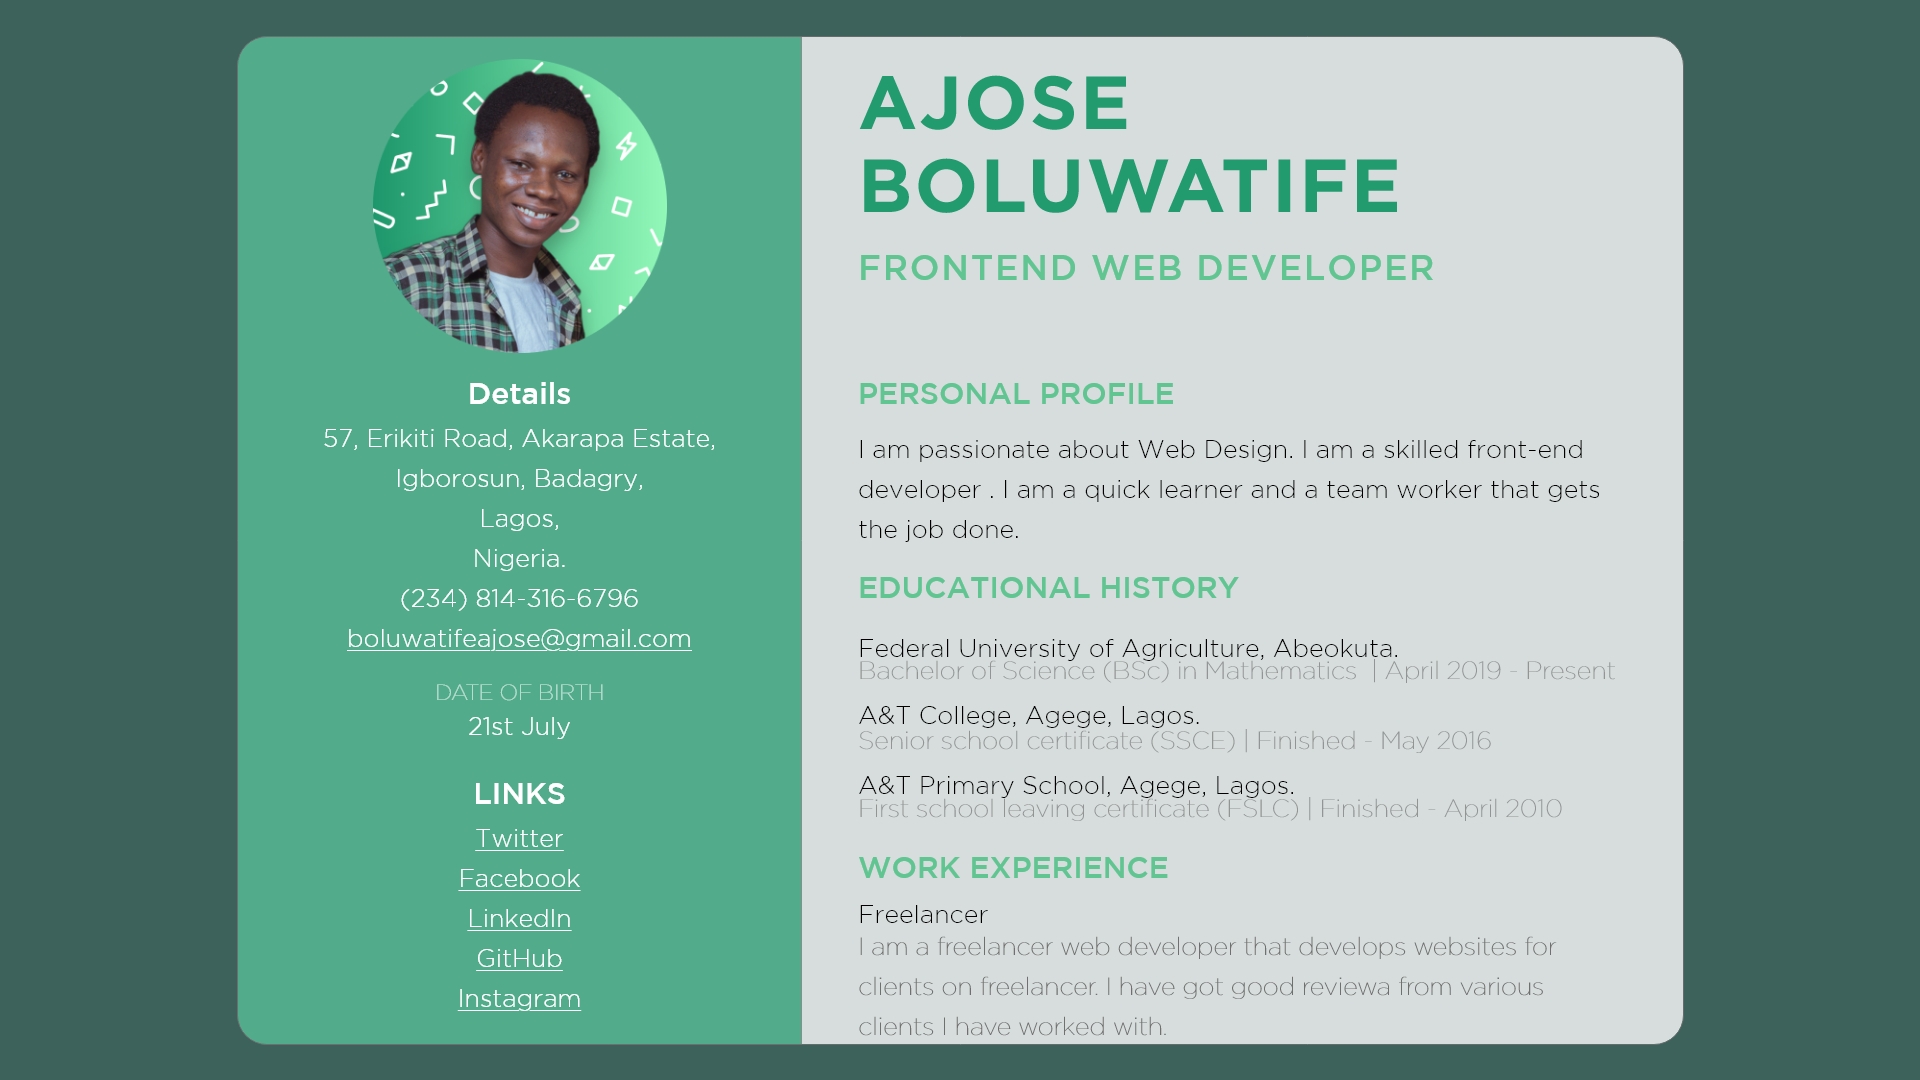 Details
57, Erikiti Road, Akarapa Estate,
Igborosun, Badagry,
Lagos,
Nigeria.
(234) 814-316-6796
boluwatifeajose@gmail.com
DATE OF BIRTH
21st July
LINKS
Twitter
Facebook
LinkedIn
GitHub
Instagram
AJOSE
BOLUWATIFE
FRONTEND WEB DEVELOPER
PERSONAL PROFILE
I am passionate about Web Design. I am a skilled front-end
developer . I am a quick learner and a team worker that gets
the job done.
EDUCATIONAL HISTORY
Federal University of Agriculture, Abeokuta.
Bachelor of Science (BSc) in Mathematics | April 2019 - Present
A&T College, Agege, Lagos.
Senior school certificate (SSCE) | Finished - May 2016
A&T Primary School, Agege, Lagos.
First school leaving certificate (FSLC) | Finished - April 2010
WORK EXPERIENCE
Freelancer
I am a freelancer web developer that develops websites for
clients on freelancer. I have got good reviewa from various
clients I have worked with.